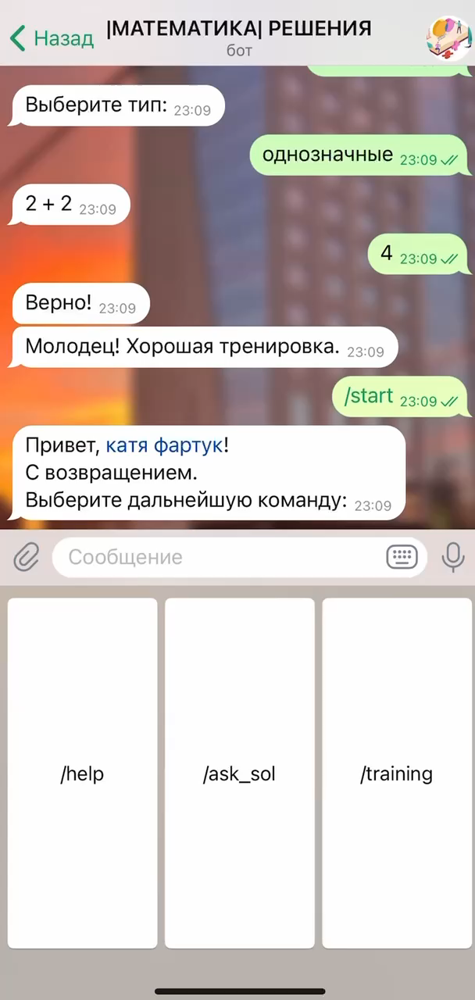 Назад
|МАТЕМАТИКА| РЕШЕНИЯ
бот
Выберите тип: 23:09
однозначные 23:09
2 + 2 23:09
4 23:09
Верно! 23:09
Молодец! Хорошая тренировка. 23:09
/start 23:09
Привет, катя фартук!
С возвращением.
Выберите дальнейшую команду: 23:09
Сообщение
/help
/ask_sol
/training